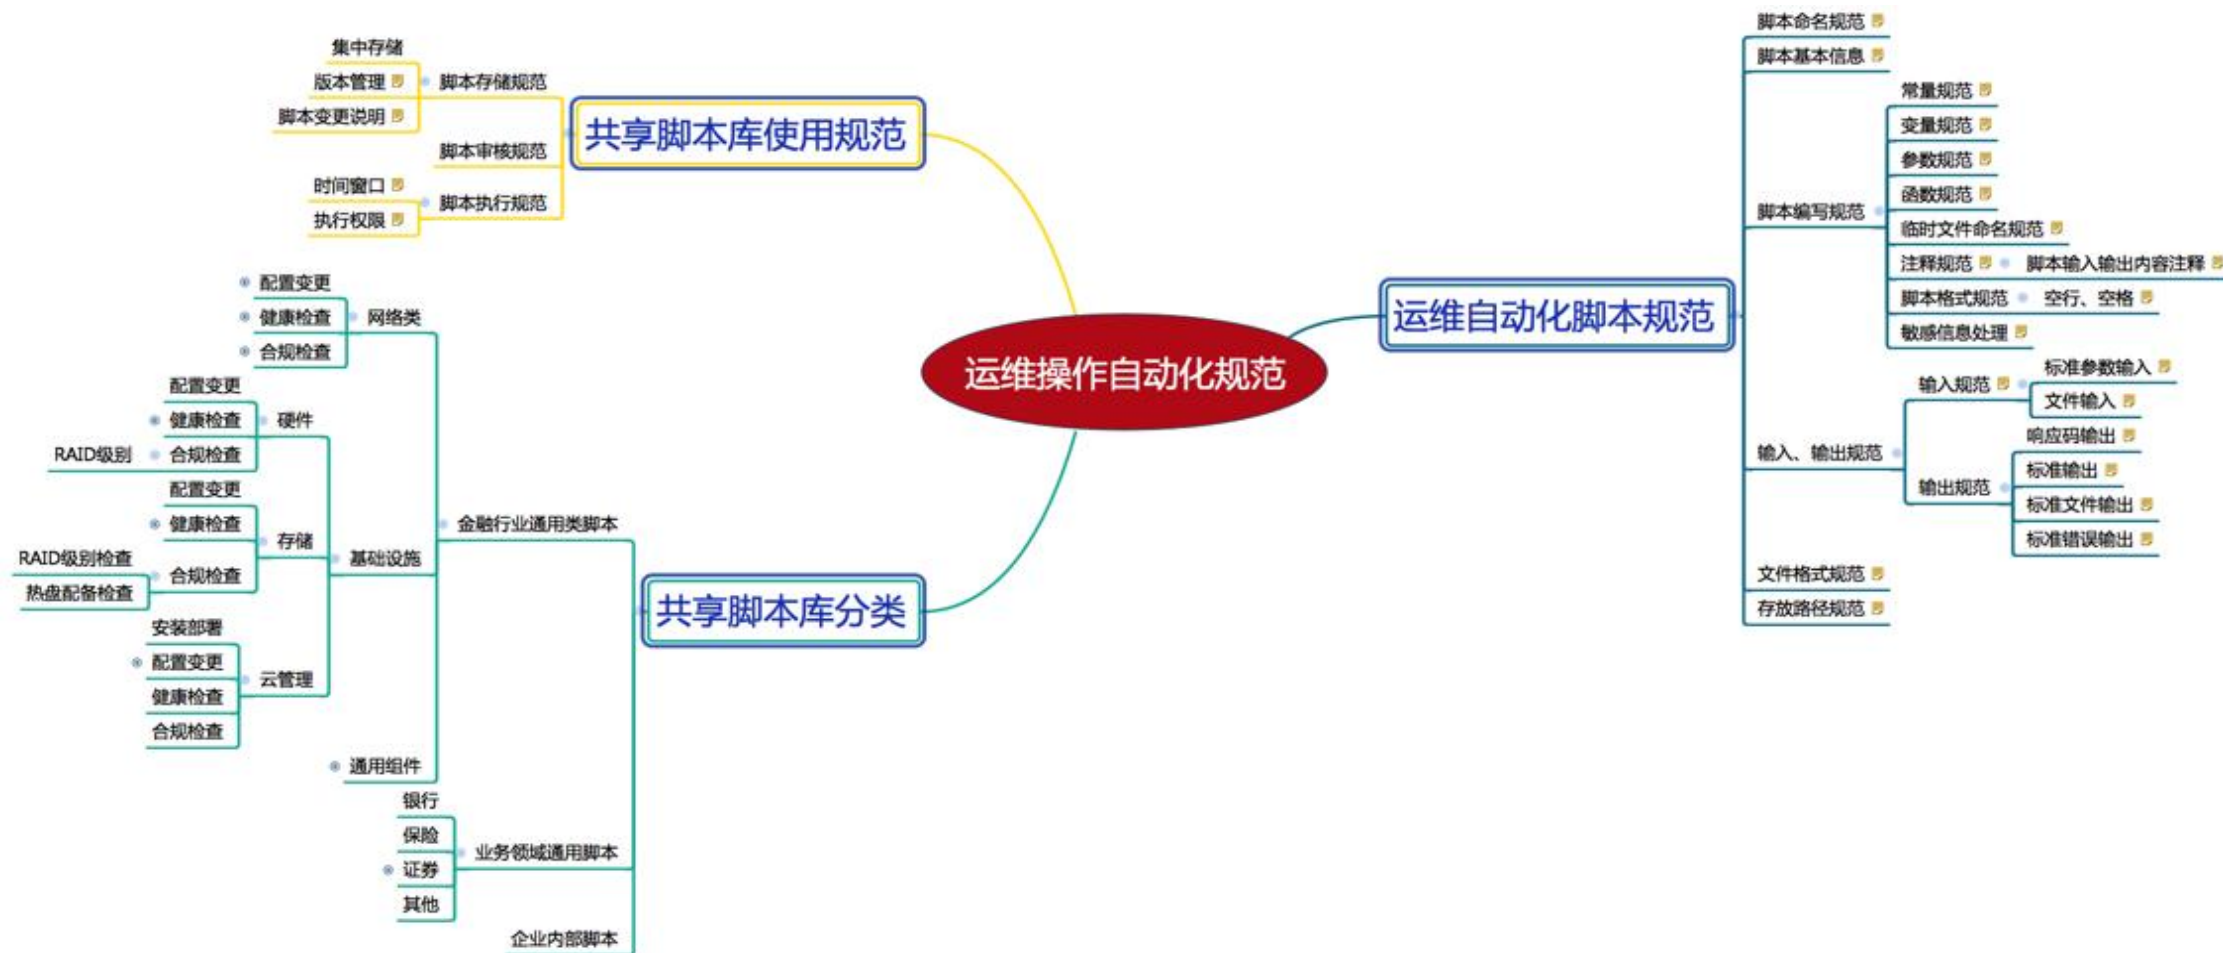 运维操作自动化规范
共享脚本库使用规范
脚本存储规范
集中存储
版本管理
脚本变更说明
脚本审核规范
脚本执行规范
时间窗口
执行权限
共享脚本库分类
金融行业通用类脚本
网络类
配置变更
健康检查
合规检查
基础设施
硬件
配置变更
健康检查
合规检查
RAID级别
存储
配置变更
健康检查
合规检查
RAID级别检查
热盘配备检查
云管理
安装部署
配置变更
健康检查
合规检查
通用组件
业务领域通用脚本
银行
保险
证券
其他
企业内部脚本
运维自动化脚本规范
脚本命名规范
脚本基本信息
脚本编写规范
常量规范
变量规范
参数规范
函数规范
临时文件命名规范
注释规范
脚本输入输出内容注释
脚本格式规范
空行、空格
敏感信息处理
输入、输出规范
输入规范
标准参数输入
文件输入
输出规范
响应码输出
标准输出
标准文件输出
标准错误输出
文件格式规范
存放路径规范